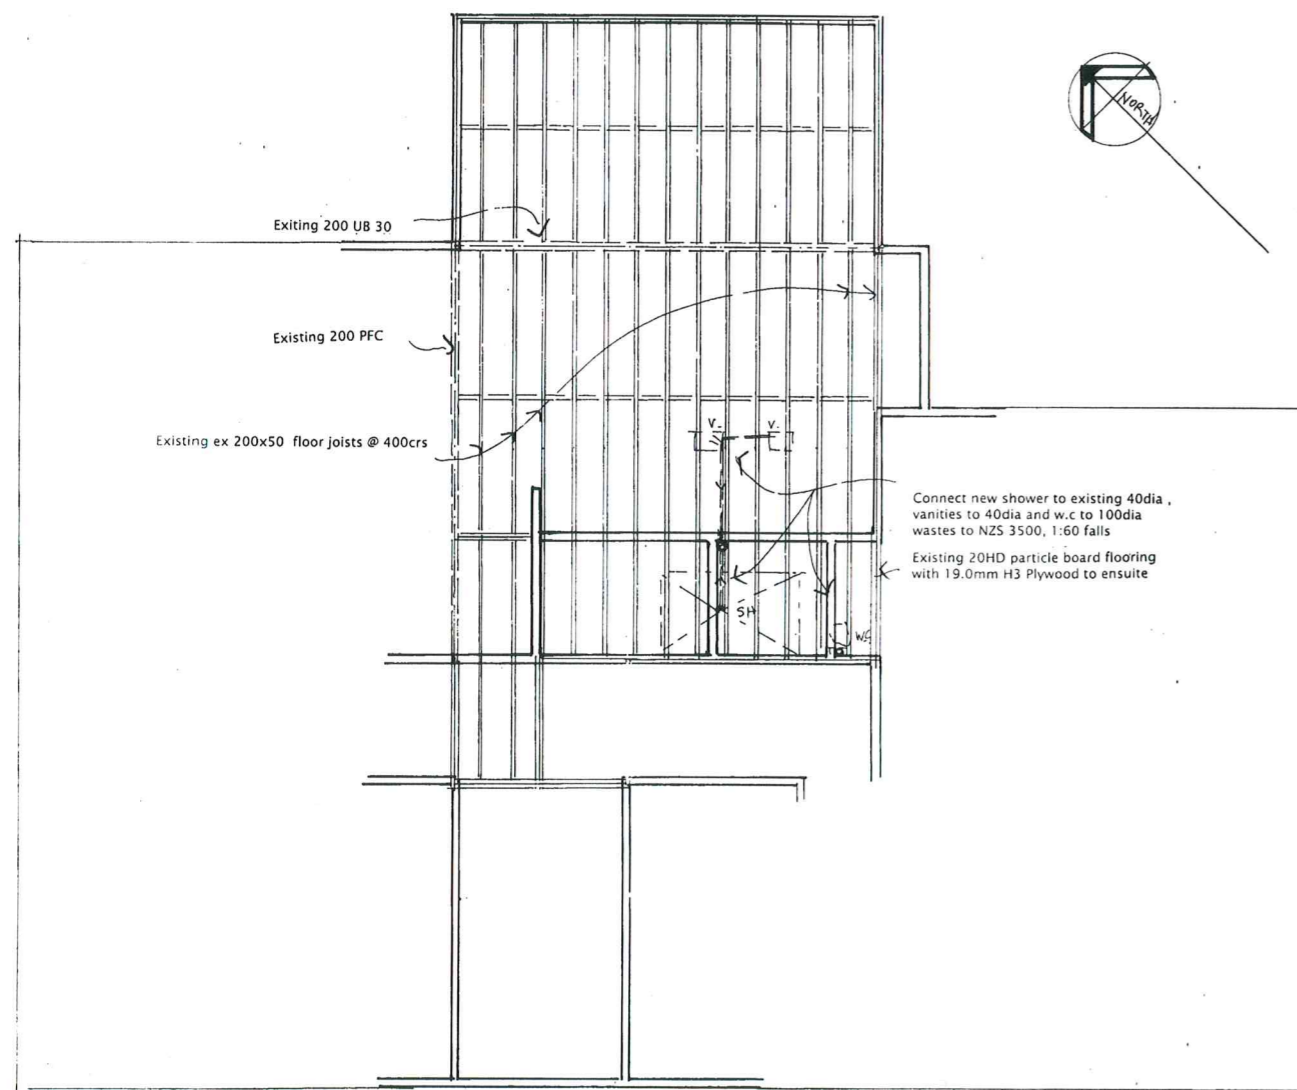 NORTH
Exiting 200 UB 30
Existing 200 PFC
Existing ex 200x50 floor joists @ 400crs
V.
V.
Connect new shower to existing 40dia ,
vanities to 40dia and w.c to 100dia
wastes to NZS 3500, 1:60 falls
Existing 20HD particle board flooring
with 19.0mm H3 Plywood to ensuite
SH
WC